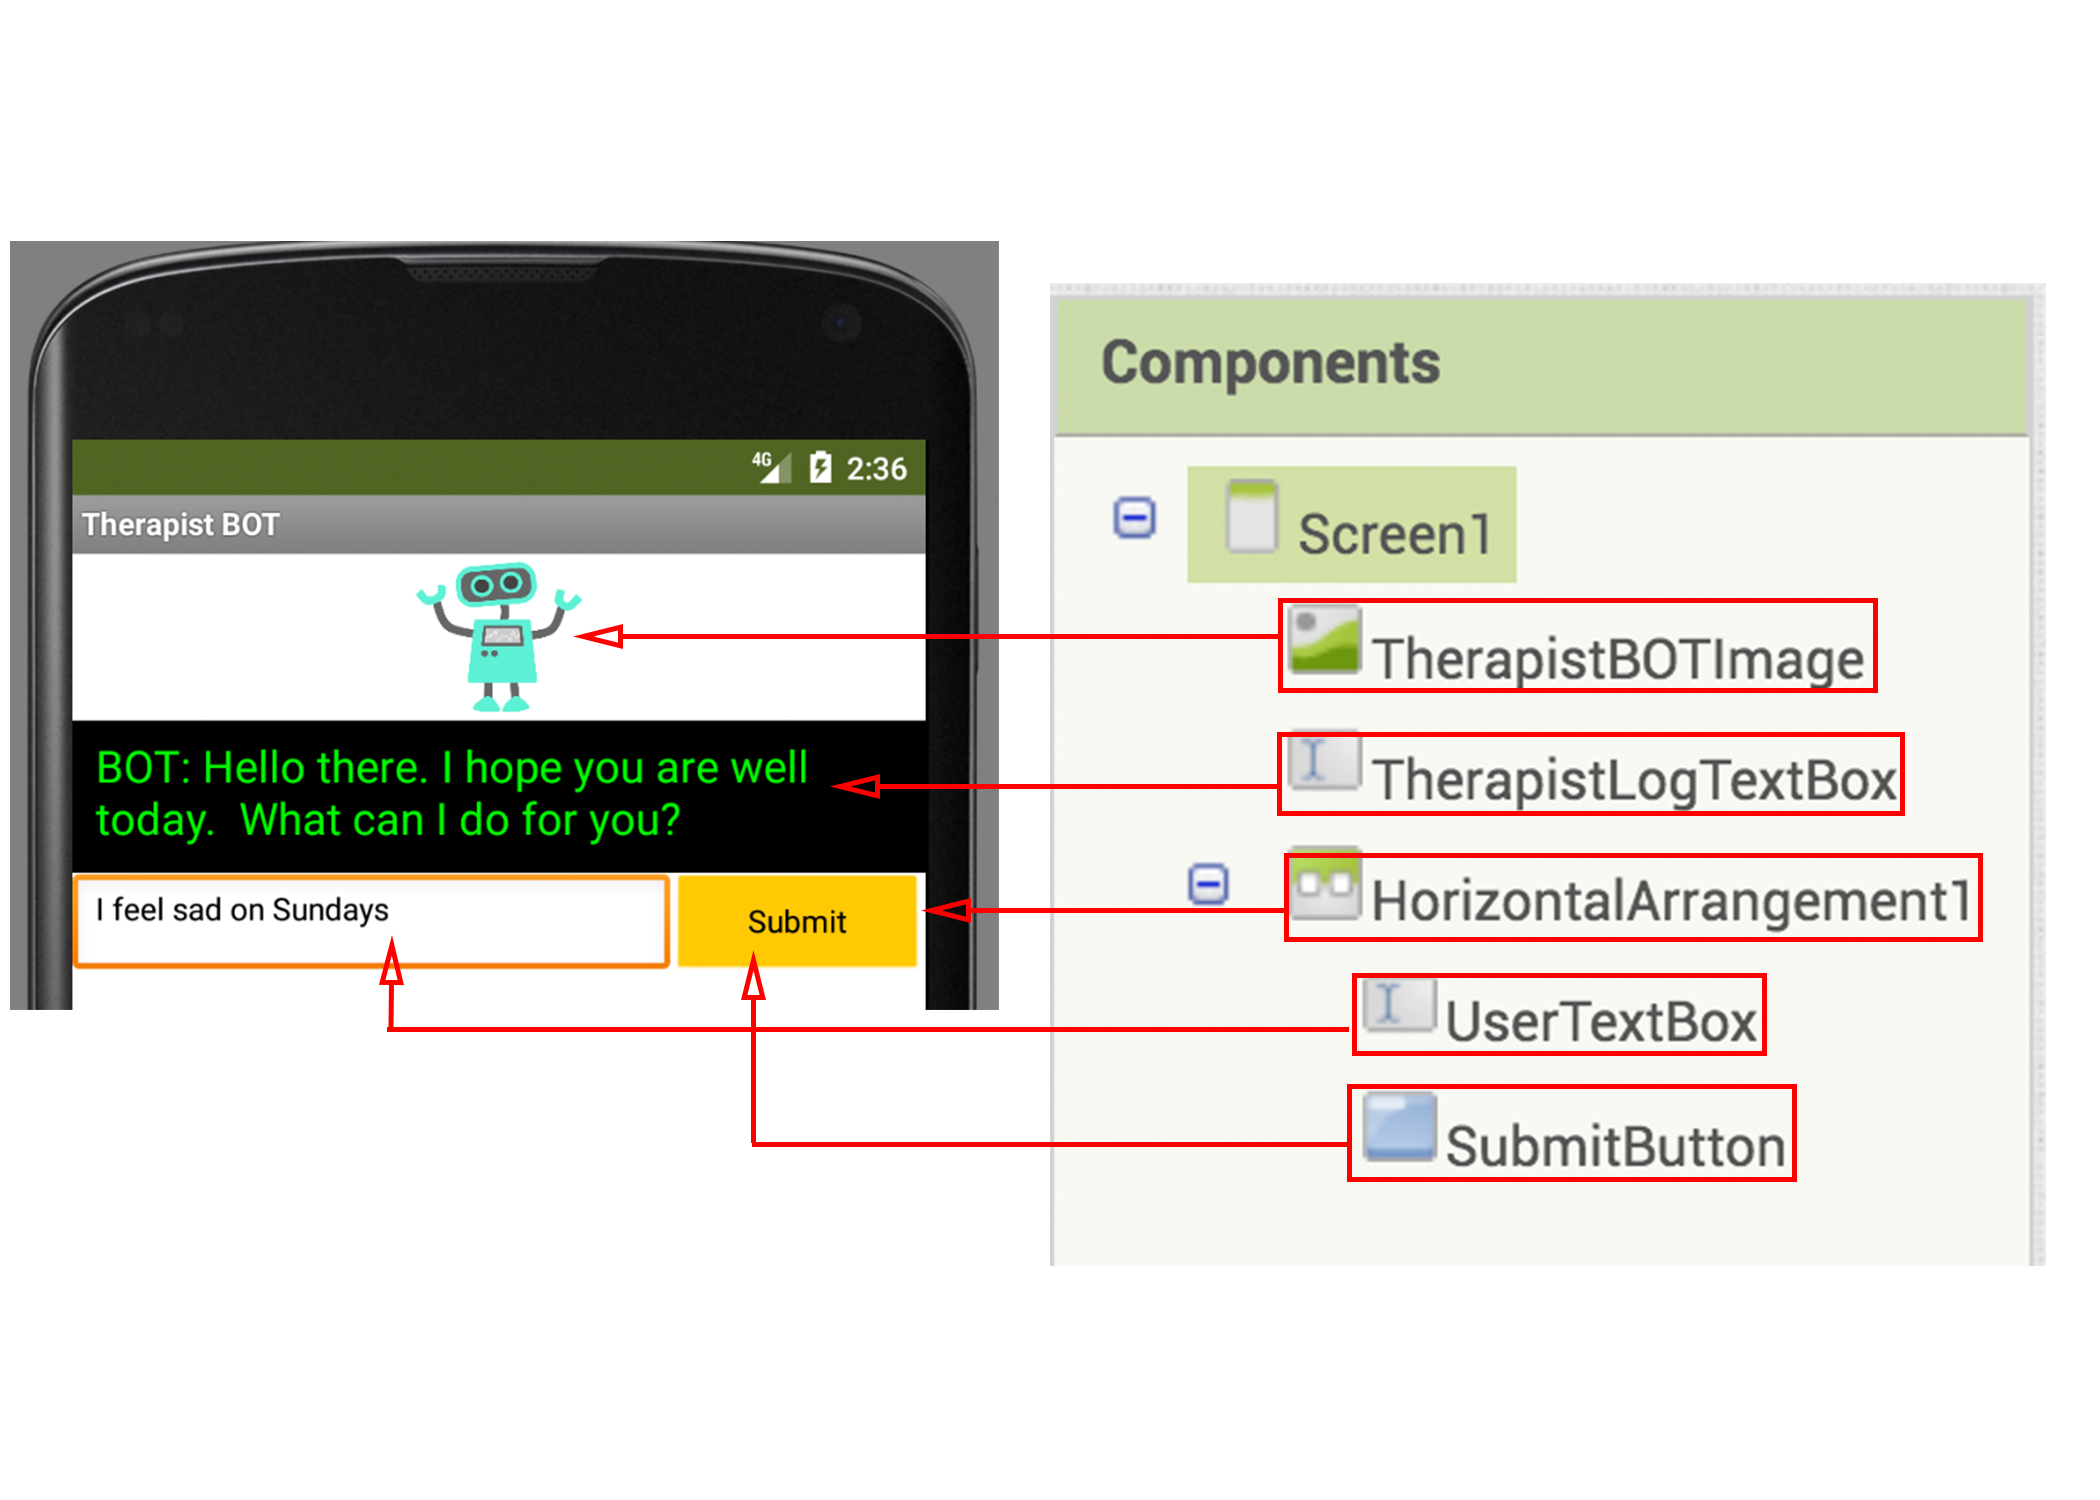 4G 2:36
Therapist BOT
BOT: Hello there. I hope you are well
today.  What can I do for you?
I feel sad on Sundays
Submit
Components
Screen1
TherapistBOTImage
TherapistLogTextBox
HorizontalArrangement1
UserTextBox
SubmitButton